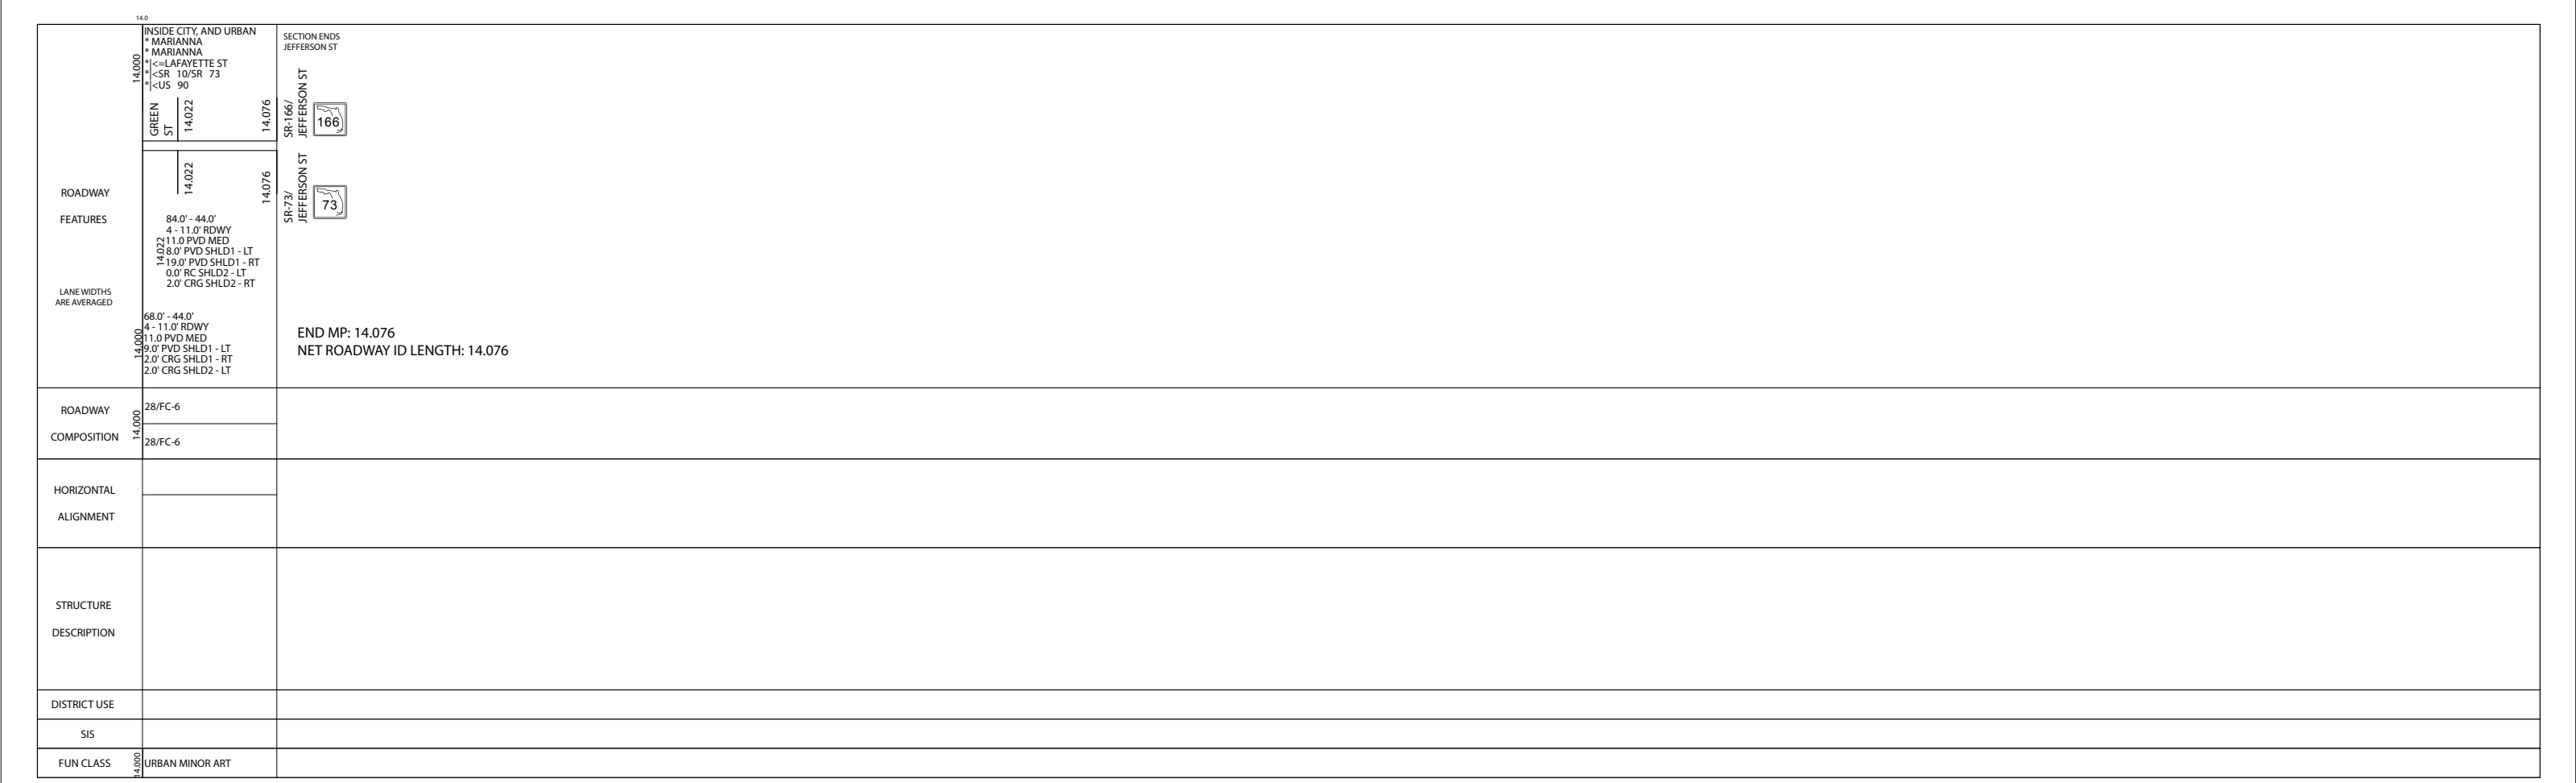 14.0
INSIDE CITY, AND URBAN
* MARIANNA
* MARIANNA
*|<=LAFAYETTE ST
*|<SR 10/SR 73
*|<US 90
14.000
SECTION ENDS
JEFFERSON ST
GREEN
ST
14.022
14.076
SR-166/
JEFFERSON ST
166
14.022
14.076
SR-73/
JEFFERSON ST
73
ROADWAY
FEATURES
84.0' - 44.0'
4 - 11.0' RDWY
11.0 PVD MED
8.0' PVD SHLD1 - LT
19.0' PVD SHLD1 - RT
0.0' RC SHLD2 - LT
2.0' CRG SHLD2 - RT
14.022
LANE WIDTHS
ARE AVERAGED
68.0' - 44.0'
4 - 11.0' RDWY
11.0 PVD MED
9.0' PVD SHLD1 - LT
2.0' CRG SHLD1 - RT
2.0' CRG SHLD2 - LT
14.000
END MP: 14.076
NET ROADWAY ID LENGTH: 14.076
ROADWAY
COMPOSITION
14.000
28/FC-6
28/FC-6
HORIZONTAL
ALIGNMENT
STRUCTURE
DESCRIPTION
DISTRICT USE
SIS
FUN CLASS
14.000
URBAN MINOR ART